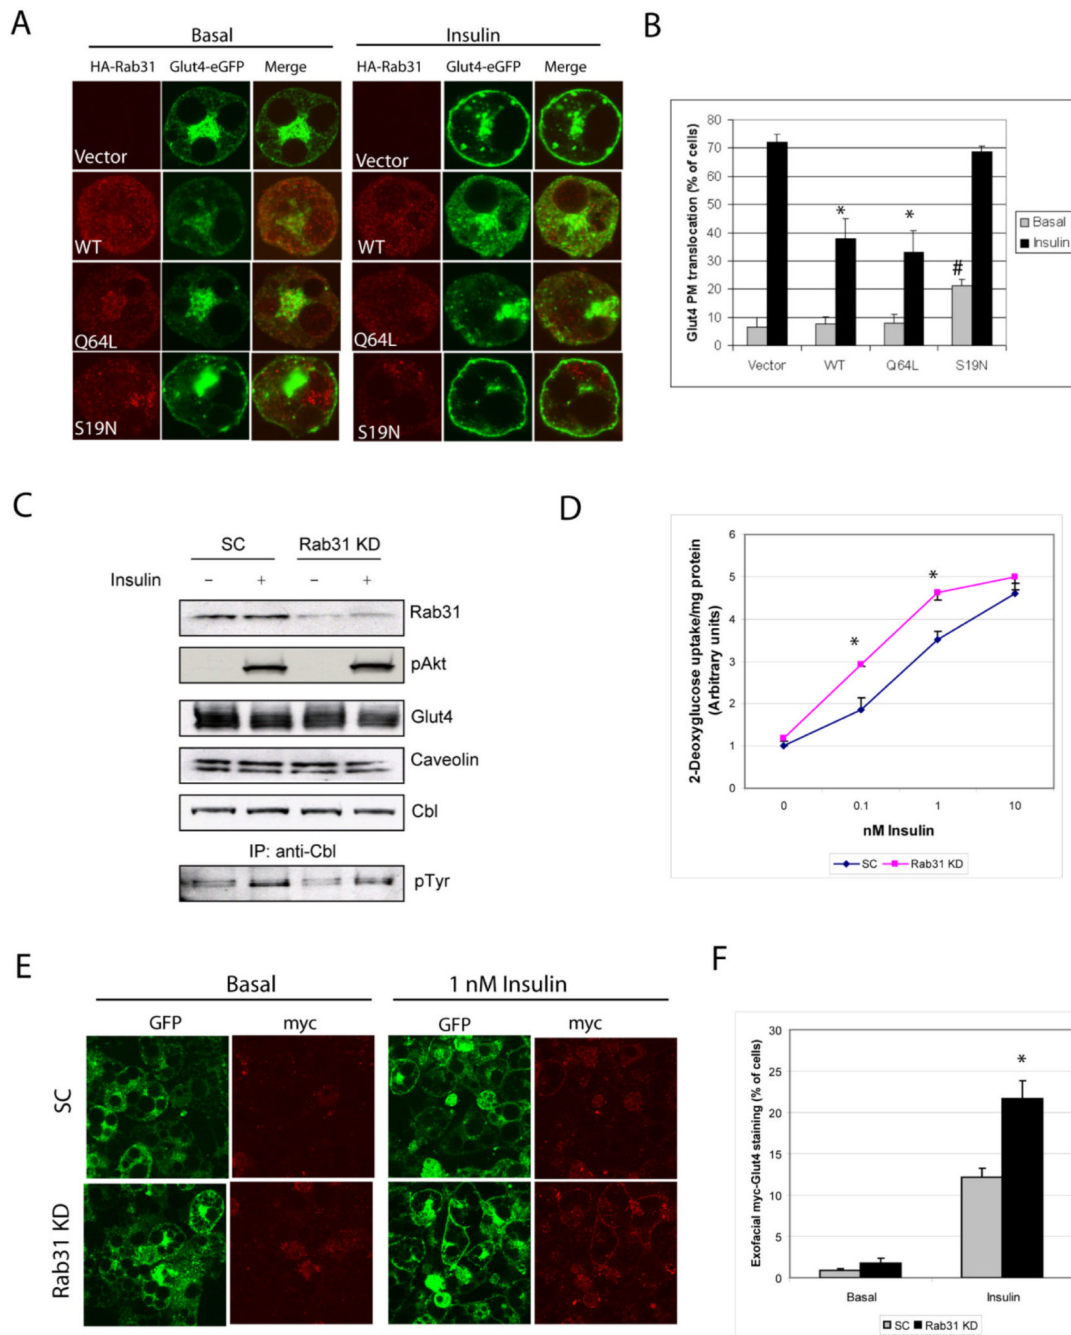 A
Basal
Insulin
HA-Rab31 Glut4-eGFP Merge
HA-Rab31 Glut4-eGFP Merge
Vector
Vector
WT
WT
Q64L
Q64L
S19N
S19N
B
Glut4 PM translocation (% of cells)
80
70
60
50
40
30
20
10
0
* * #
Vector WT Q64L S19N
Basal
Insulin
C
SC Rab31 KD
Insulin − + − +
Rab31
pAkt
Glut4
Caveolin
Cbl
IP: anti-Cbl
pTyr
D
2-Deoxyglucose uptake/mg protein
(Arbitrary units)
6
5
4
3
2
1
0
* *
0 0.1 1 10
nM Insulin
SC Rab31 KD
E
Basal
1 nM Insulin
GFP myc GFP myc
SC
Rab31 KD
F
Exofacial myc-Glut4 staining (% of cells)
30
25
20
15
10
5
0
*
Basal Insulin
SC Rab31 KD